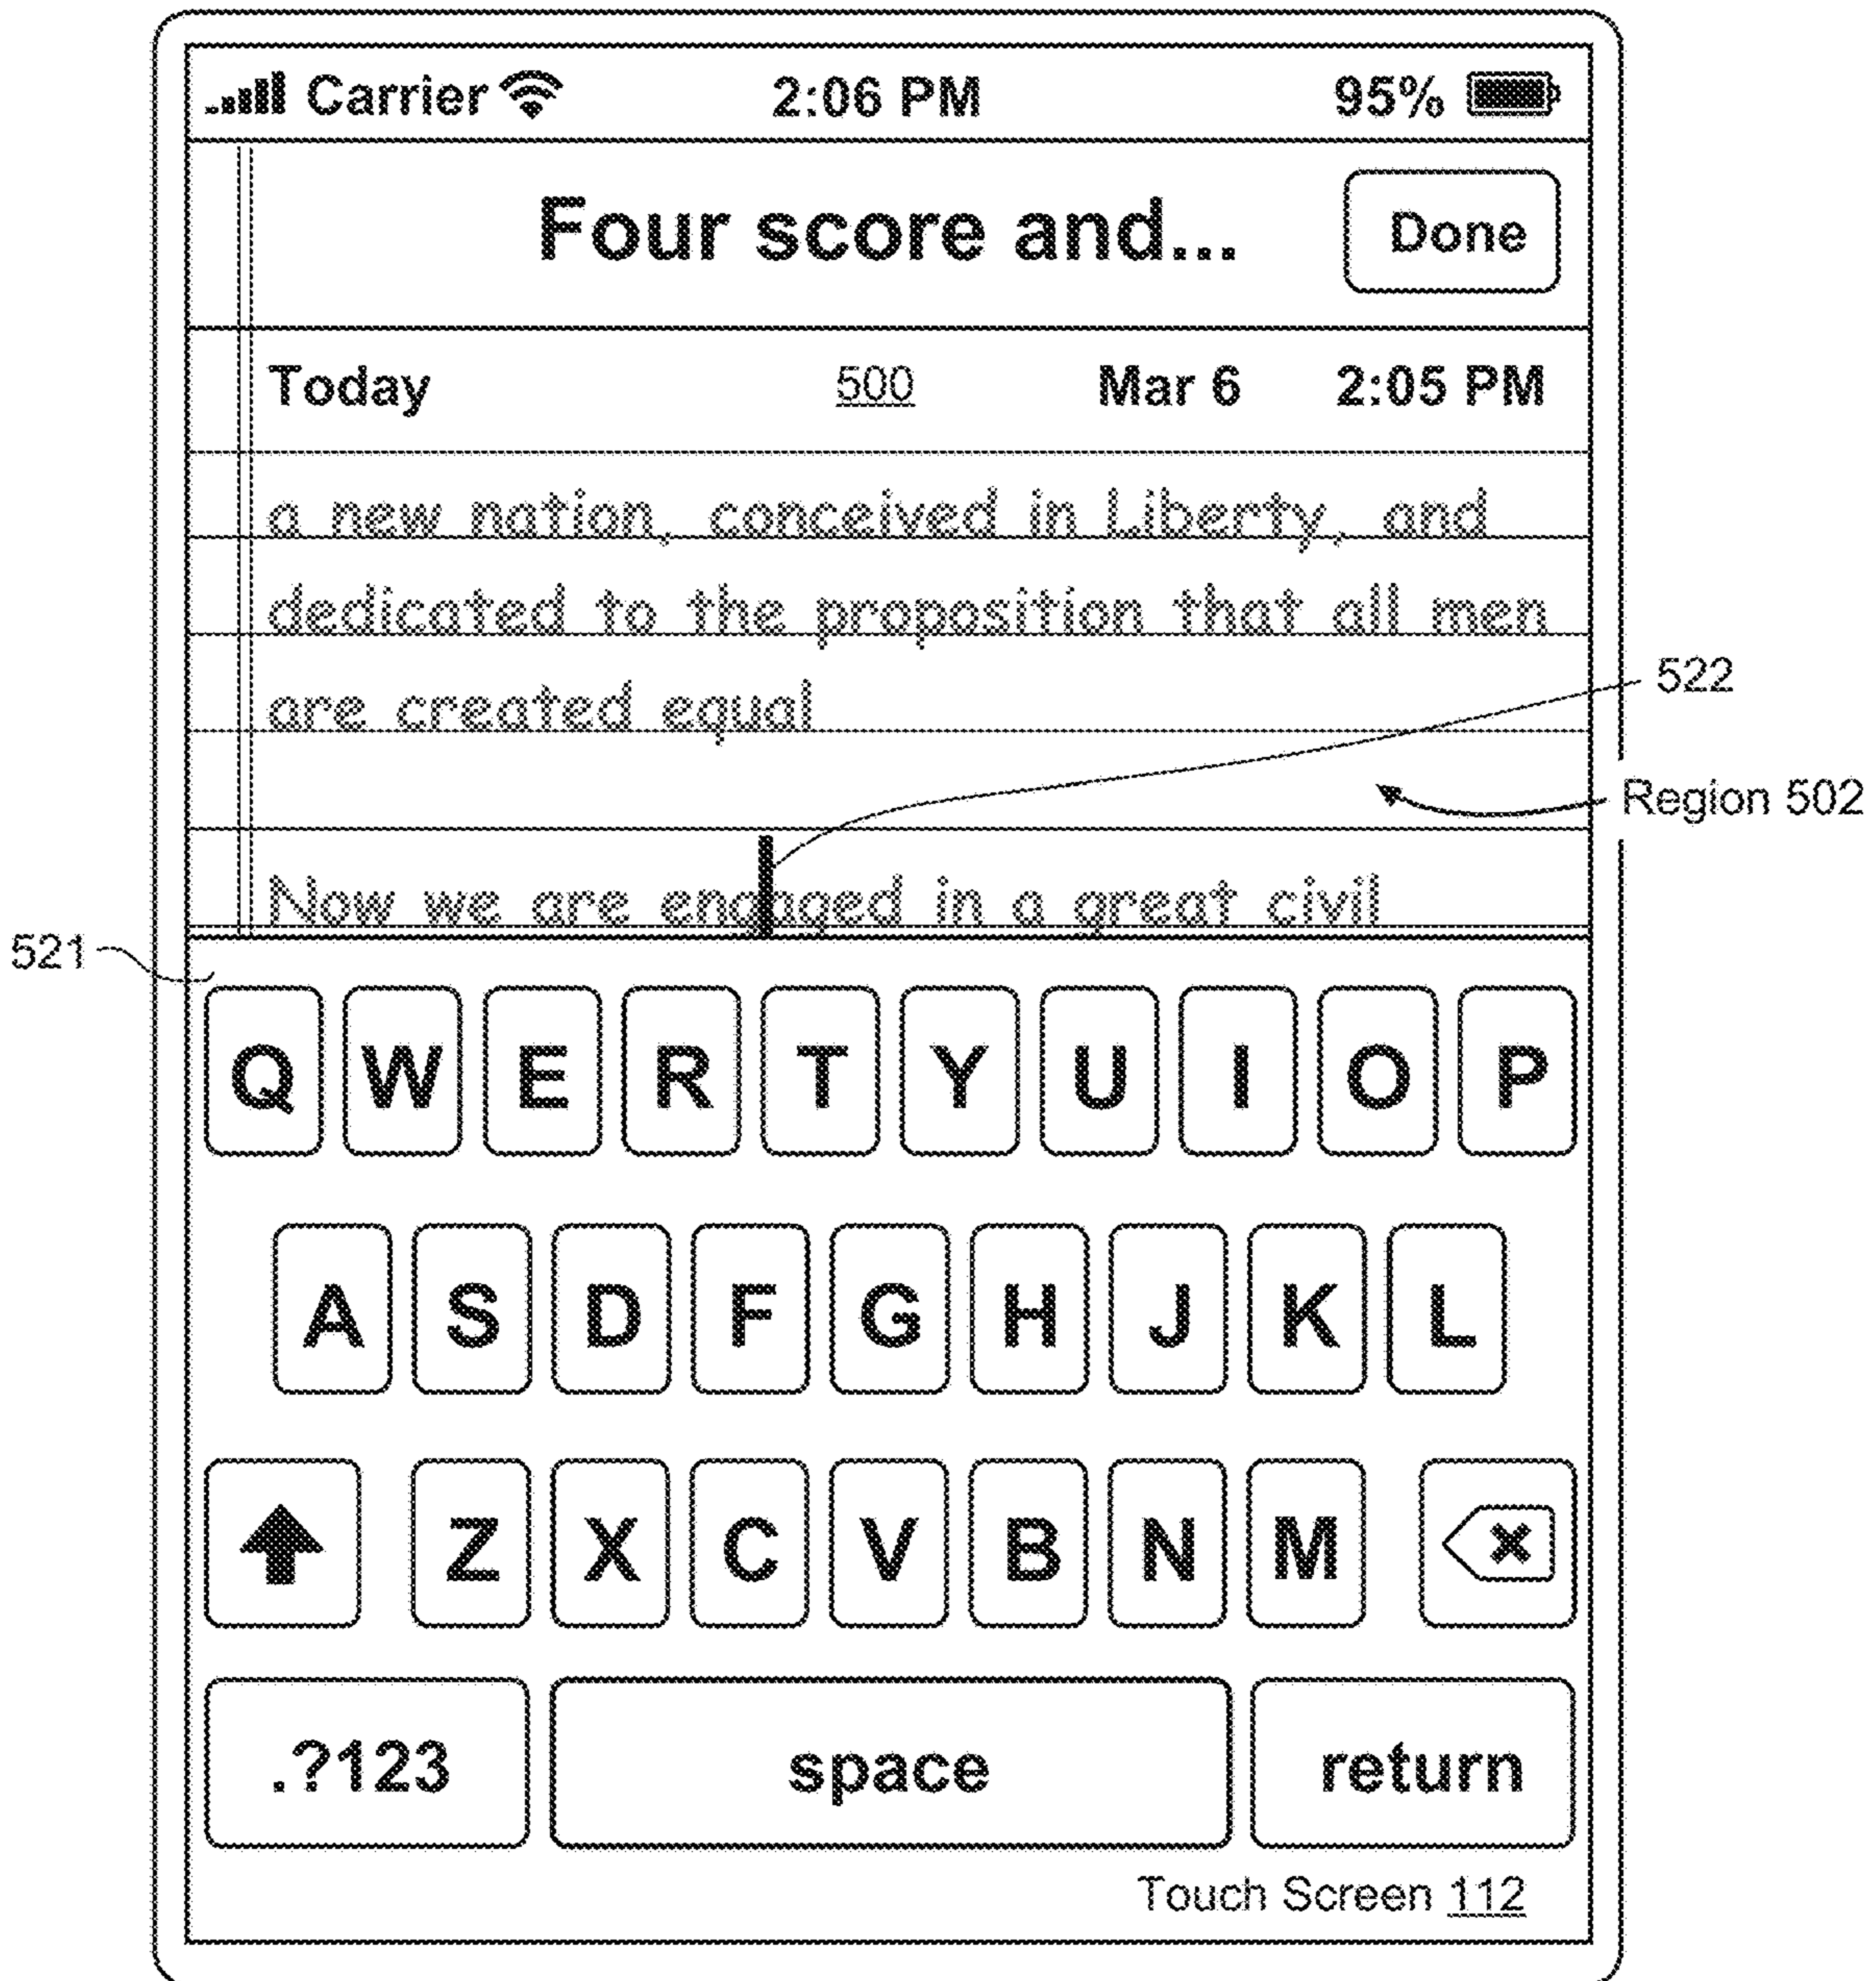 Carrier 2:06 PM 95%
Four score and... Done
Today 500 Mar 6 2:05 PM
a new nation, conceived in Liberty, and
dedicated to the proposition that all men
are created equal
522
Region 502
Now we are engaged in a great civil
521
Q W E R T Y U I O P
A S D F G H J K L
Z X C V B N M
.?123 space return
Touch Screen 112